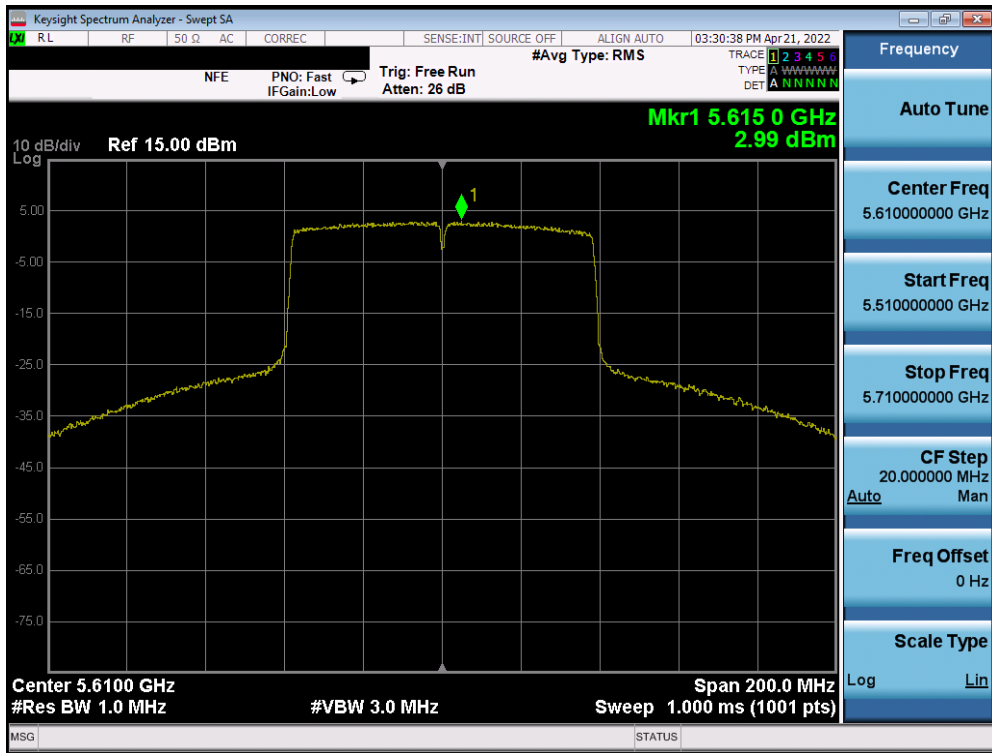 Keysight Spectrum Analyzer - Swept SA
LXI RL RF 50 Ω AC CORREC SENSE:INT SOURCE OFF ALIGN AUTO 03:30:38 PM Apr 21, 2022
NFE PNO: Fast Trig: Free Run #Avg Type: RMS TRACE 1 2 3 4 5 6
IFGain:Low Atten: 26 dB TYPE A WWWWW
DET A N N N N N
Mkr1 5.615 0 GHz
2.99 dBm
10 dB/div Ref 15.00 dBm
Log
1
5.00
-5.00
-15.0
-25.0
-35.0
-45.0
-55.0
-65.0
-75.0
Center 5.6100 GHz Span 200.0 MHz
#Res BW 1.0 MHz #VBW 3.0 MHz Sweep 1.000 ms (1001 pts)
MSG STATUS
Frequency
Auto Tune
Center Freq
5.610000000 GHz
Start Freq
5.510000000 GHz
Stop Freq
5.710000000 GHz
CF Step
20.000000 MHz
Auto Man
Freq Offset
0 Hz
Scale Type
Log Lin